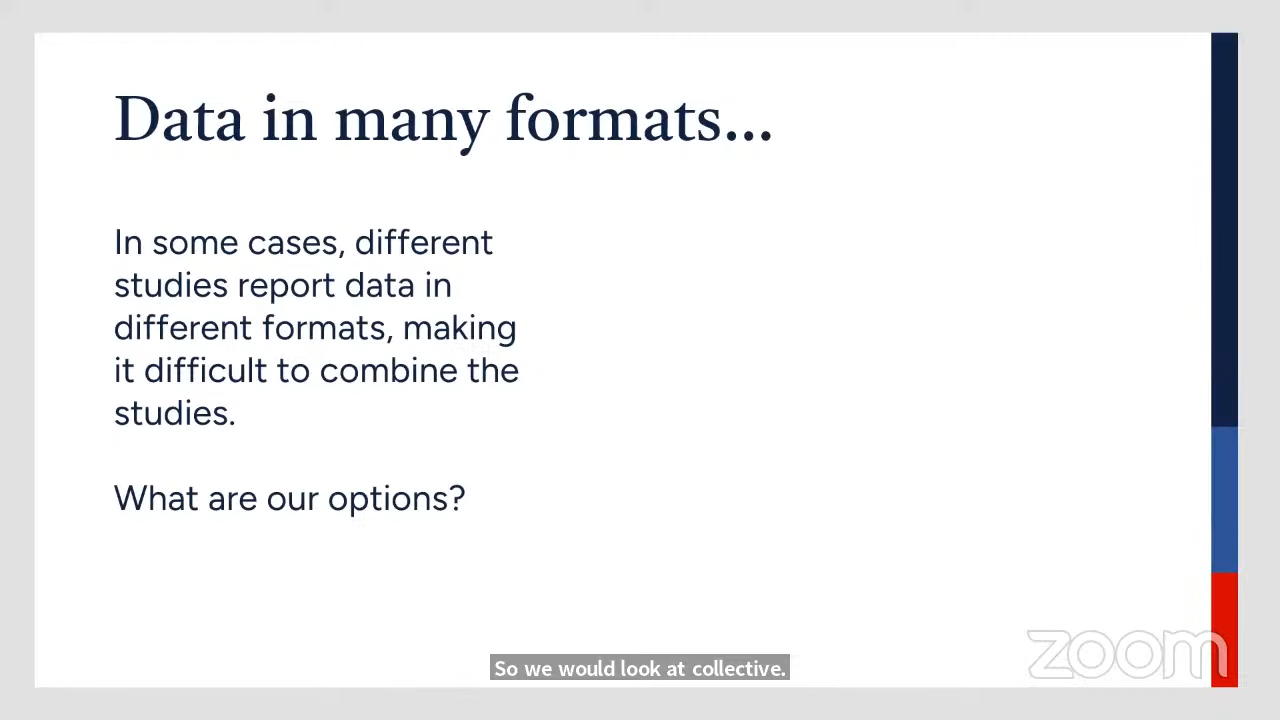 Data in many formats...
In some cases, different
studies report data in
different formats, making
it difficult to combine the
studies.
What are our options?
So we would look at collective.
zoom